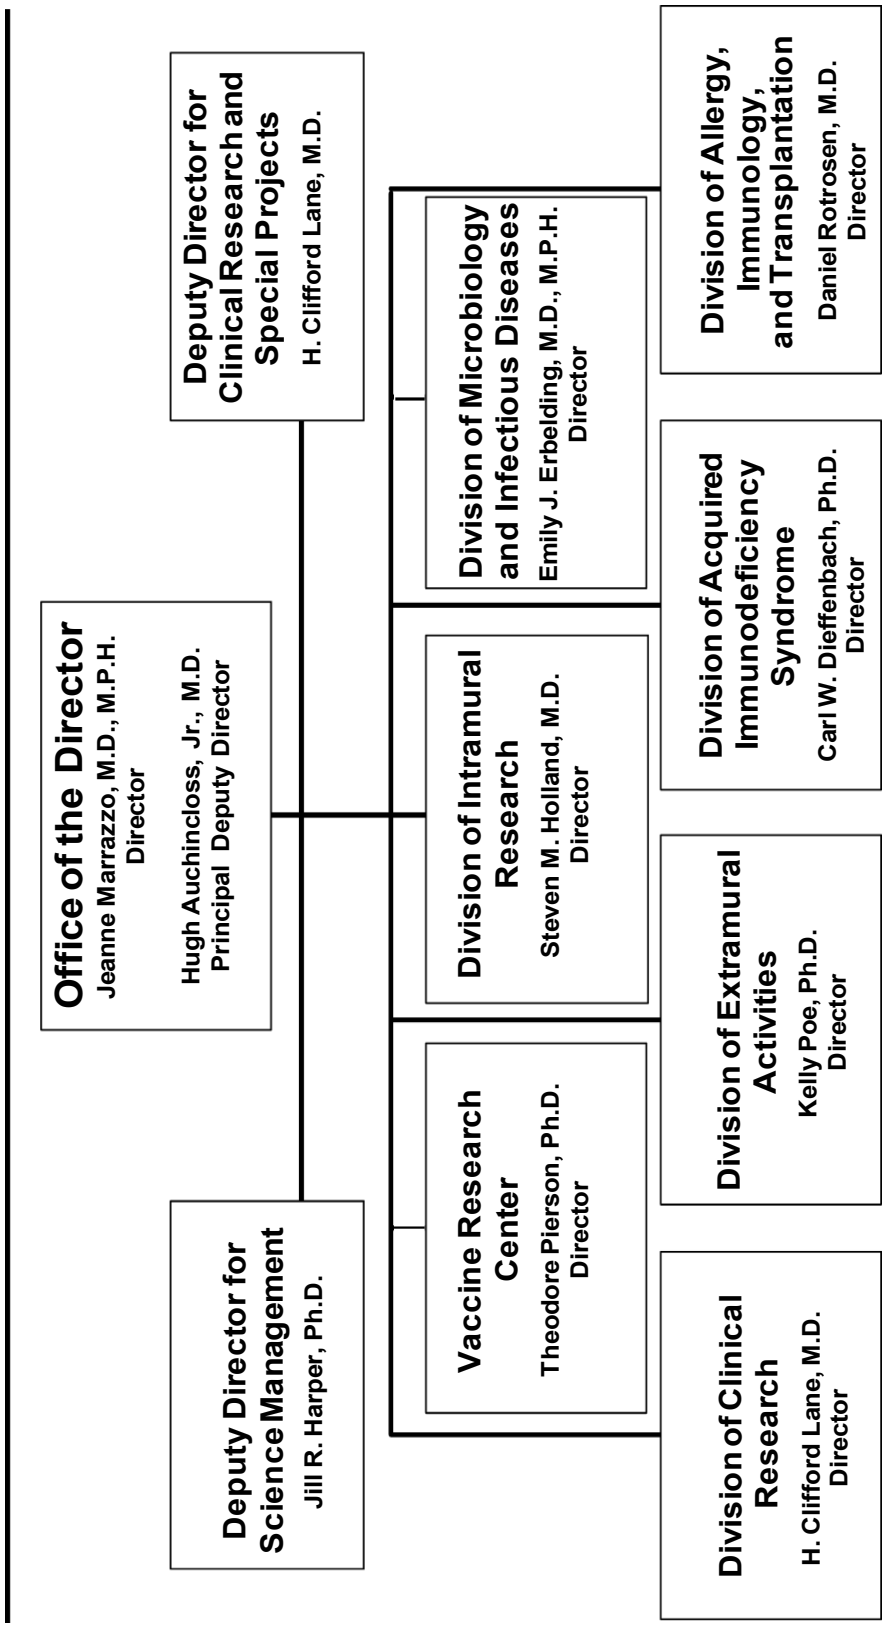 Office of the Director
Jeanne Marrazzo, M.D., M.P.H.
Director
Hugh Auchincloss, Jr., M.D.
Principal Deputy Director
Deputy Director for
Science Management
Jill R. Harper, Ph.D.
Deputy Director for
Clinical Research and
Special Projects
H. Clifford Lane, M.D.
Vaccine Research
Center
Theodore Pierson, Ph.D.
Director
Division of Intramural
Research
Steven M. Holland, M.D.
Director
Division of Microbiology
and Infectious Diseases
Emily J. Erbelding, M.D., M.P.H.
Director
Division of Clinical
Research
H. Clifford Lane, M.D.
Director
Division of Extramural
Activities
Kelly Poe, Ph.D.
Director
Division of Acquired
Immunodeficiency
Syndrome
Carl W. Dieffenbach, Ph.D.
Director
Division of Allergy,
Immunology,
and Transplantation
Daniel Rotrosen, M.D.
Director